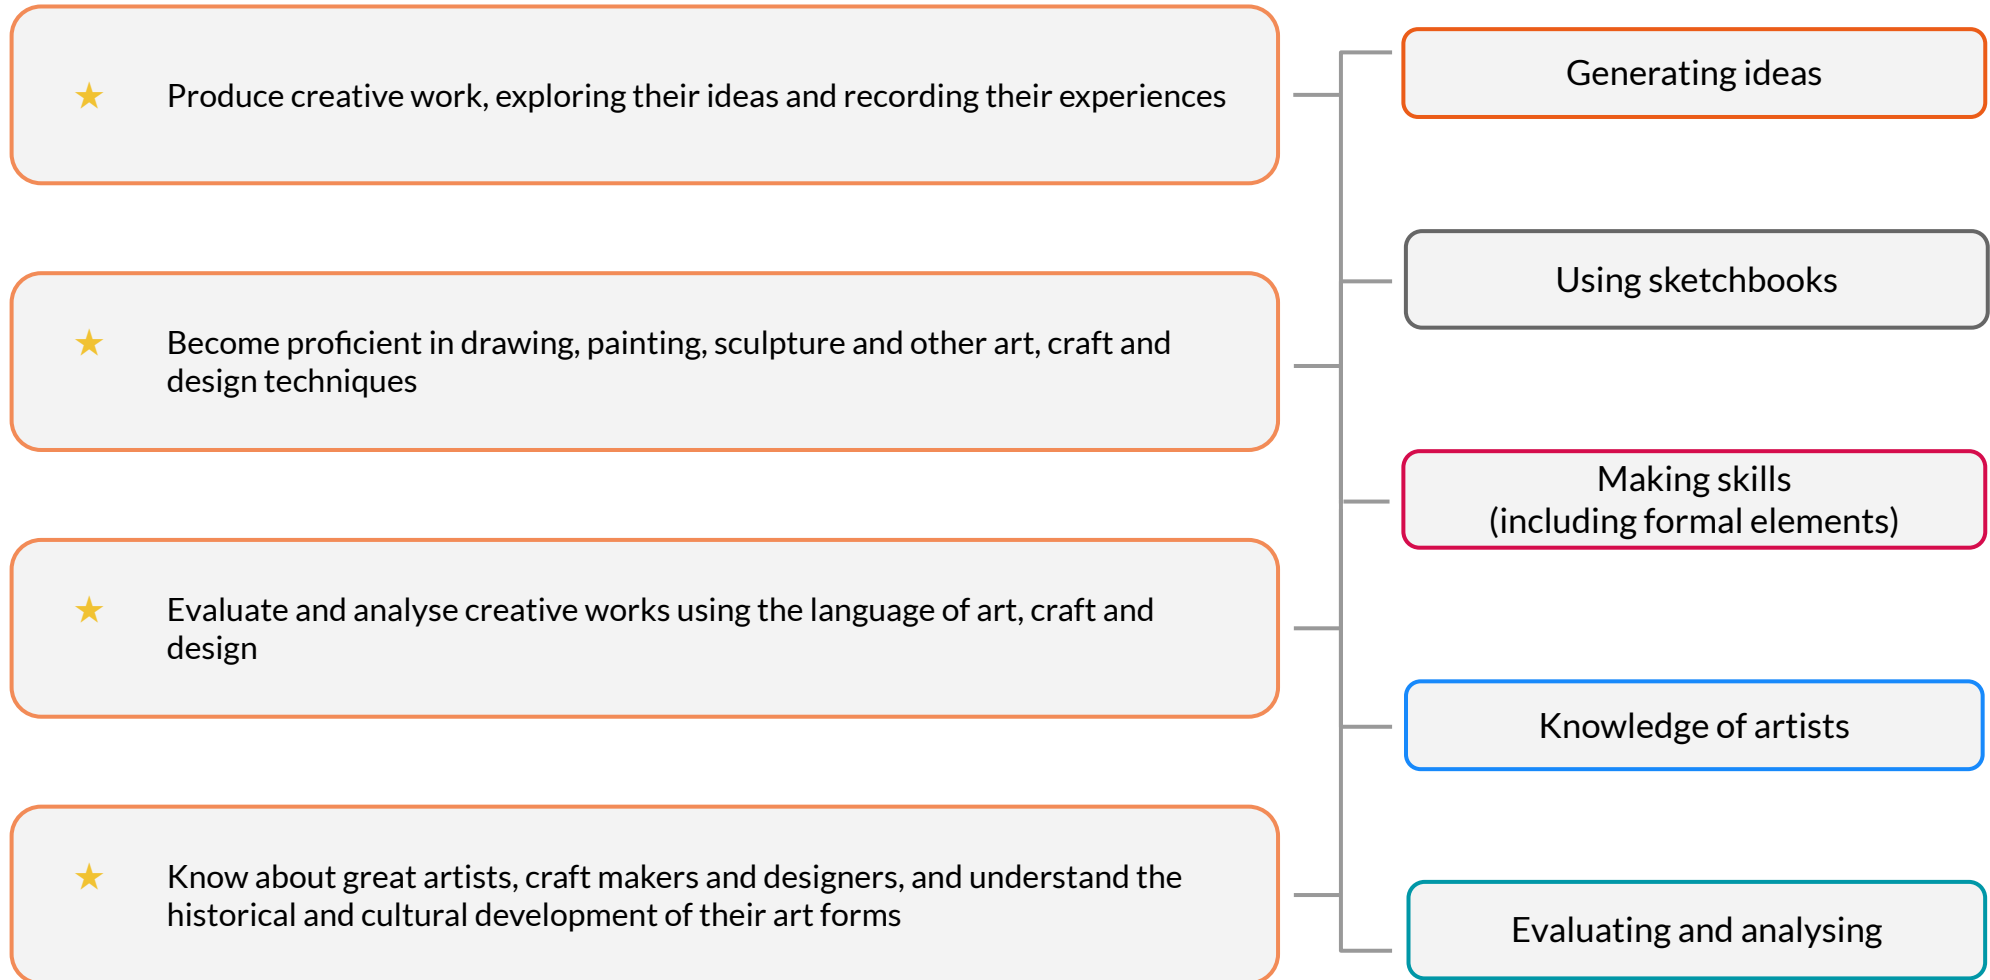 Produce creative work, exploring their ideas and recording their experiences
Become proficient in drawing, painting, sculpture and other art, craft and
design techniques
Evaluate and analyse creative works using the language of art, craft and
design
Know about great artists, craft makers and designers, and understand the
historical and cultural development of their art forms
Generating ideas
Using sketchbooks
Making skills
(including formal elements)
Knowledge of artists
Evaluating and analysing